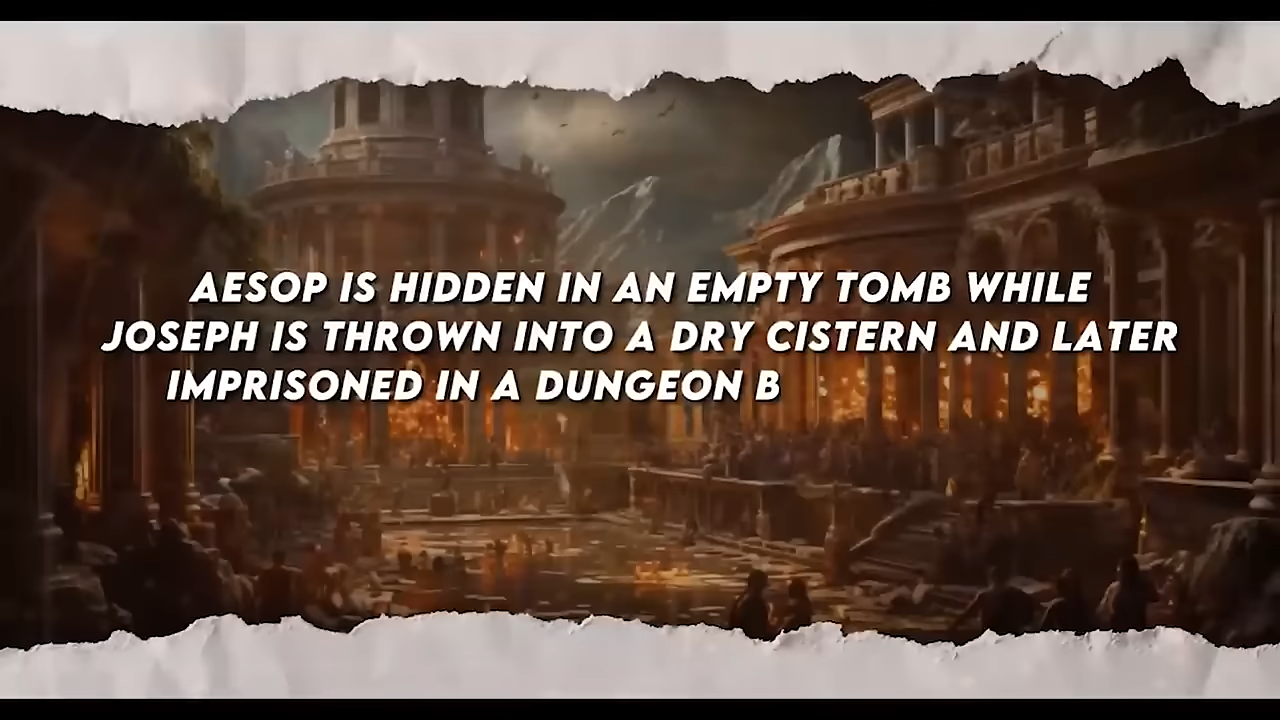 AESOP IS HIDDEN IN AN EMPTY TOMB WHILE
JOSEPH IS THROWN INTO A DRY CISTERN AND LATER
IMPRISONED IN A DUNGEON B